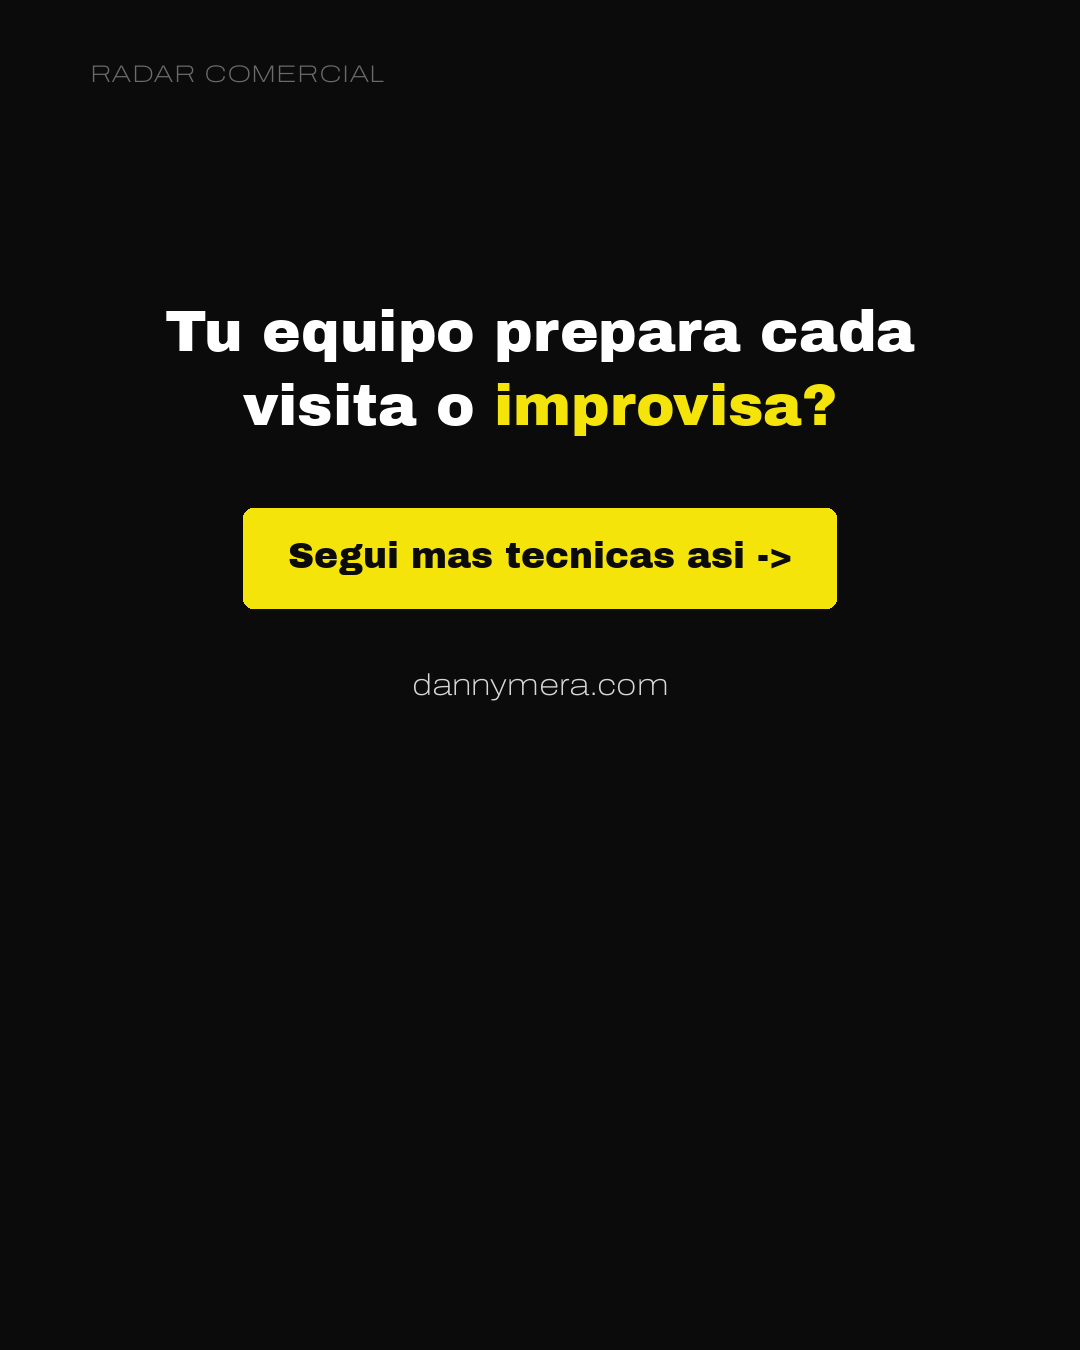 RADAR COMERCIAL
Tu equipo prepara cada
visita o improvisa?
Segui mas tecnicas asi ->
dannymera.com